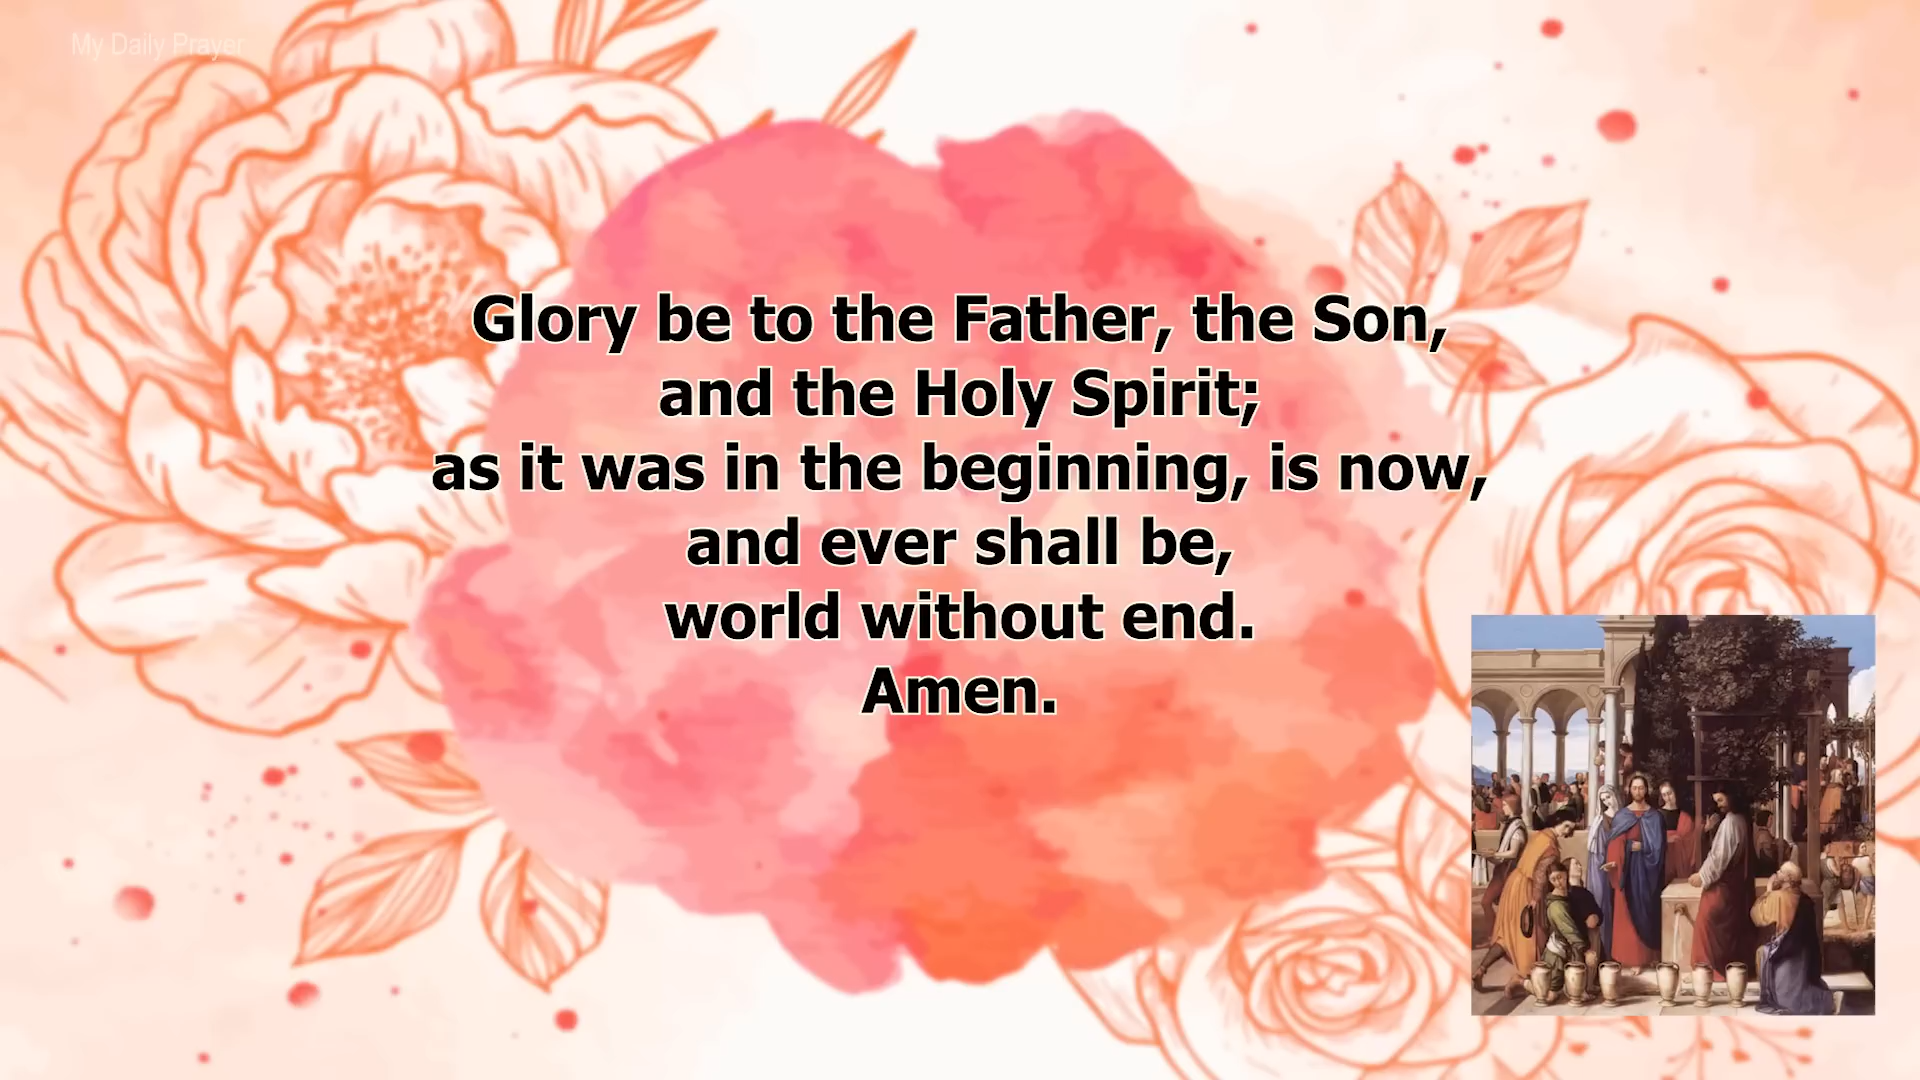 My Daily Prayer
Glory be to the Father, the Son,
and the Holy Spirit;
as it was in the beginning, is now,
and ever shall be,
world without end.
Amen.